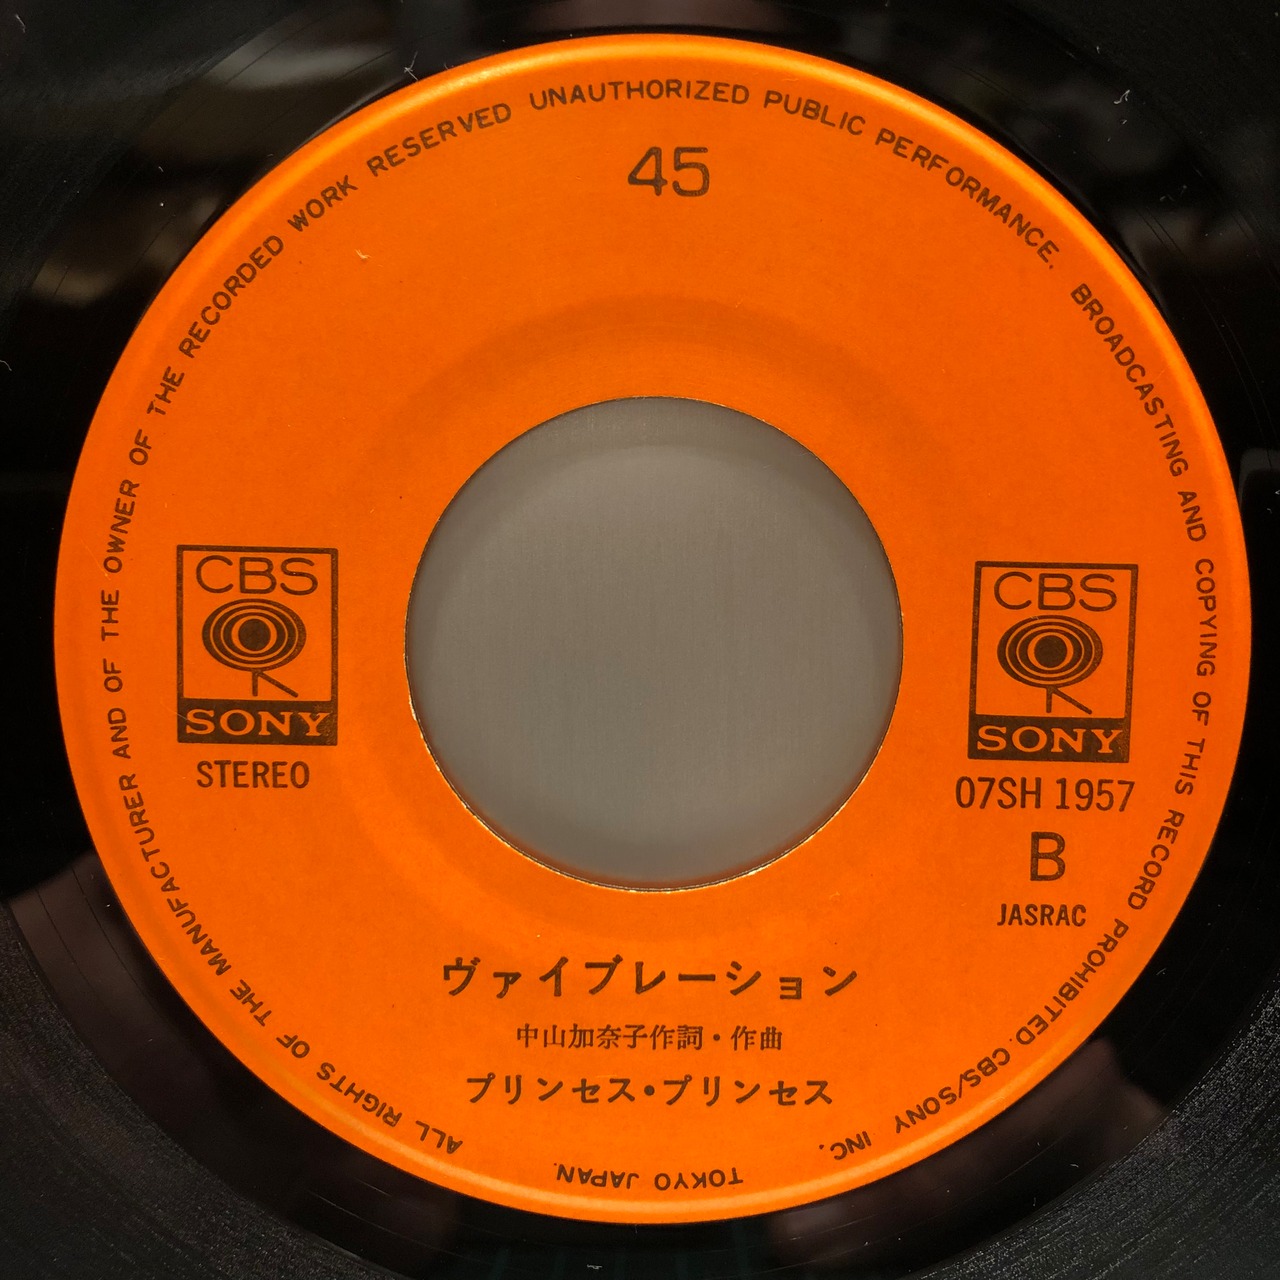 ALL RIGHTS OF THE MANUFACTURER AND OF THE OWNER OF THE RECORDED WORK RESERVED UNAUTHORIZED PUBLIC PERFORMANCE. BROADCASTING AND COPYING OF THIS RECORD PROHIBITED. CBS/SONY INC.
TOKYO JAPAN.
45
CBS
SONY
STEREO
CBS
SONY
07SH 1957
B
JASRAC
ヴァイブレーション
中山加奈子作詞・作曲
プリンセス・プリンセス